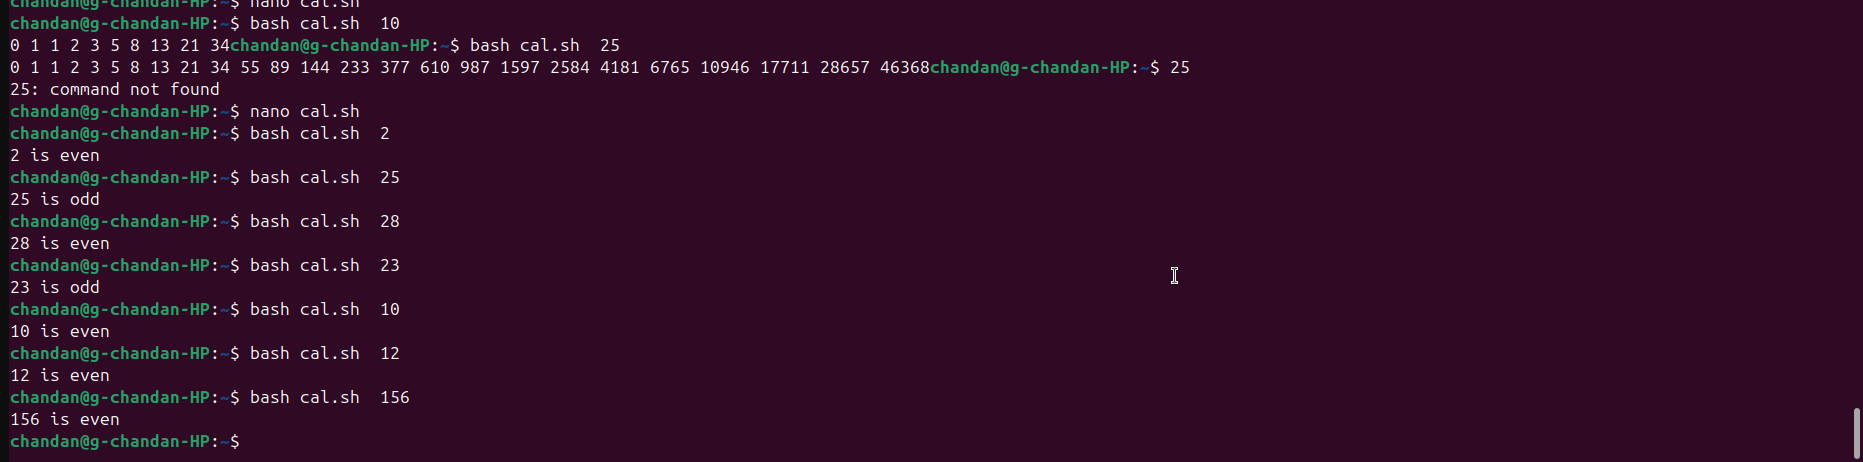 chandan@g-chandan-HP:~$ nano cal.sh
chandan@g-chandan-HP:~$ bash cal.sh  10
0 1 1 2 3 5 8 13 21 34chandan@g-chandan-HP:~$ bash cal.sh  25
0 1 1 2 3 5 8 13 21 34 55 89 144 233 377 610 987 1597 2584 4181 6765 10946 17711 28657 46368chandan@g-chandan-HP:~$ 25
25: command not found
chandan@g-chandan-HP:~$ nano cal.sh
chandan@g-chandan-HP:~$ bash cal.sh  2
2 is even
chandan@g-chandan-HP:~$ bash cal.sh  25
25 is odd
chandan@g-chandan-HP:~$ bash cal.sh  28
28 is even
chandan@g-chandan-HP:~$ bash cal.sh  23
23 is odd
chandan@g-chandan-HP:~$ bash cal.sh  10
10 is even
chandan@g-chandan-HP:~$ bash cal.sh  12
12 is even
chandan@g-chandan-HP:~$ bash cal.sh  156
156 is even
chandan@g-chandan-HP:~$